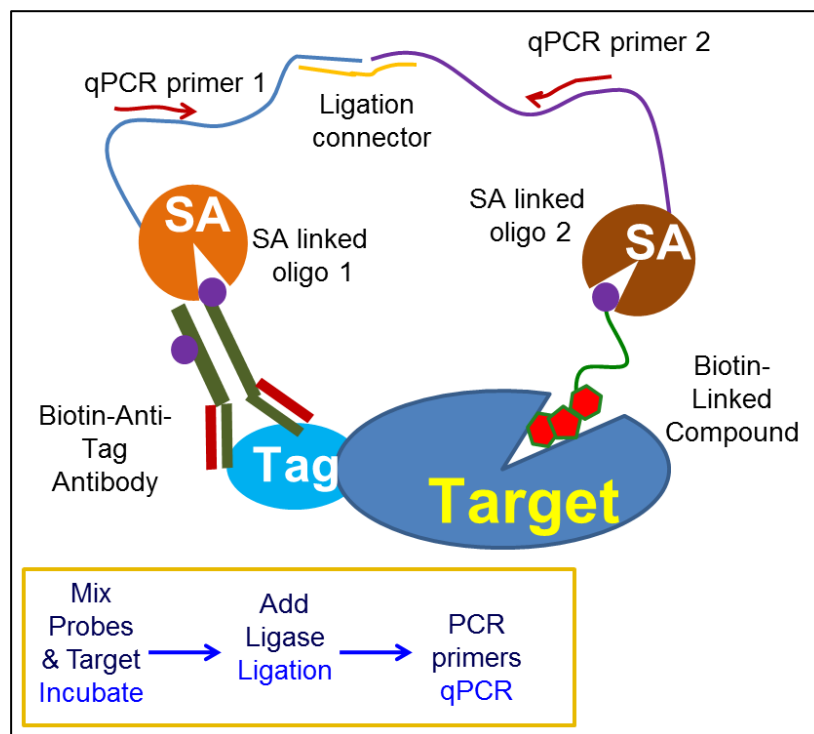 qPCR primer 1
qPCR primer 2
Ligation
connector
SA
SA linked
oligo 1
SA linked
oligo 2
SA
Biotin-Anti-
Tag
Antibody
Tag
Target
Biotin-
Linked
Compound
Mix
Probes
& Target
Incubate
Add
Ligase
Ligation
PCR
primers
qPCR